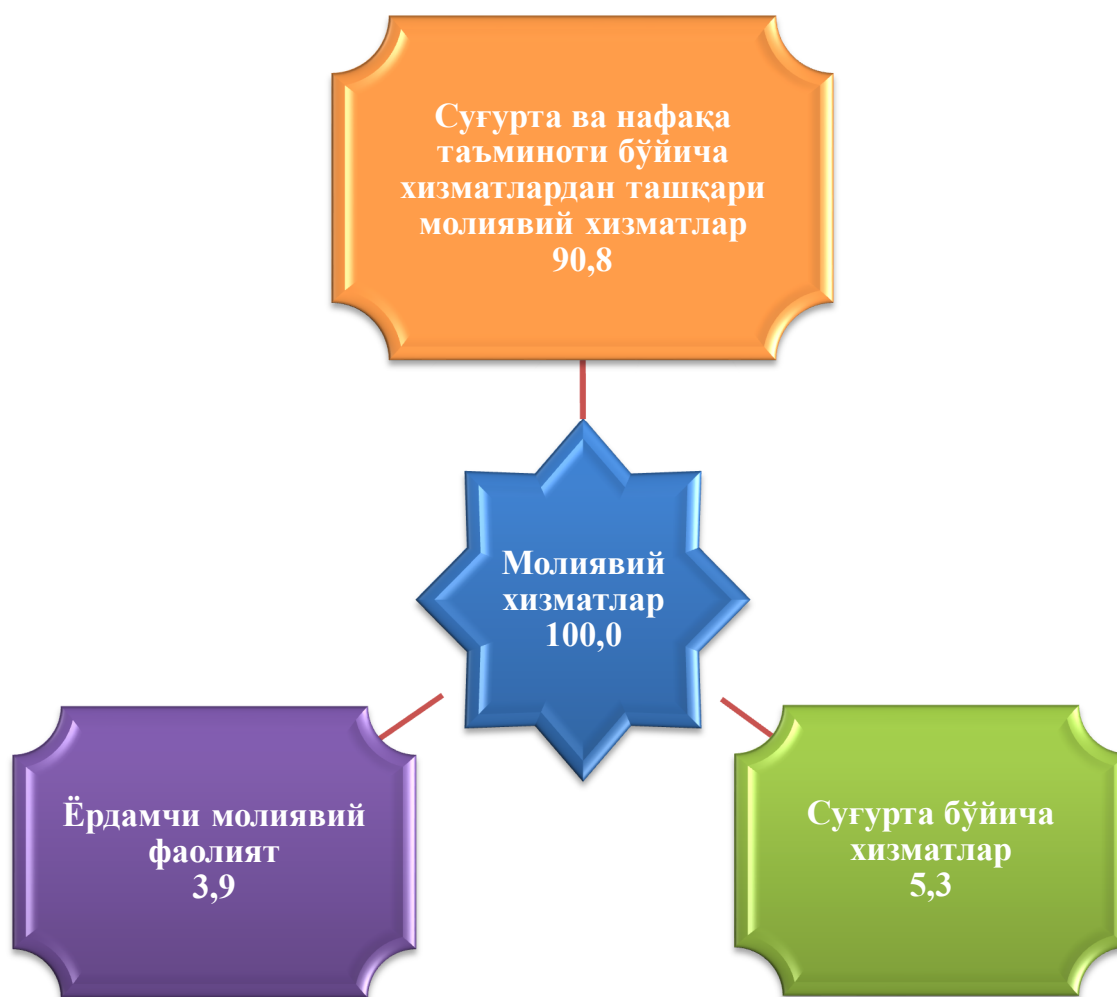 Суғурта ва нафақа
таъминоти бўйича
хизматлардан ташқари
молиявий хизматлар
90,8
Молиявий
хизматлар
100,0
Ёрдамчи молиявий
фаолият
3,9
Суғурта бўйича
хизматлар
5,3